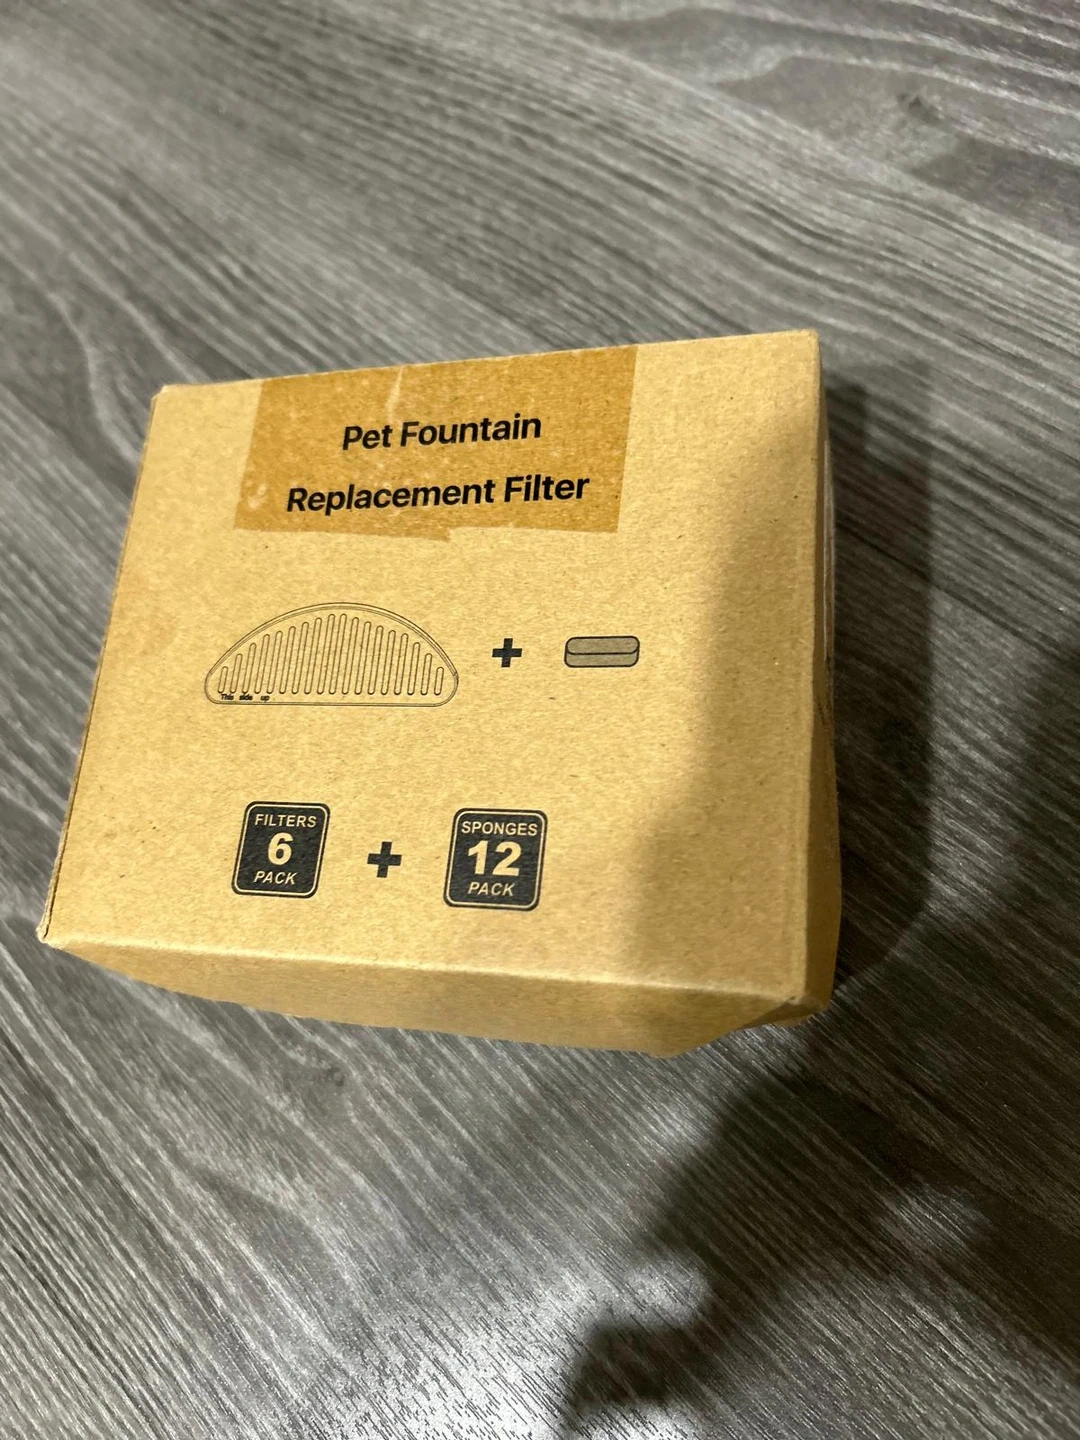 Pet Fountain
Replacement Filter
This side up
FILTERS
6
PACK
+
SPONGES
12
PACK